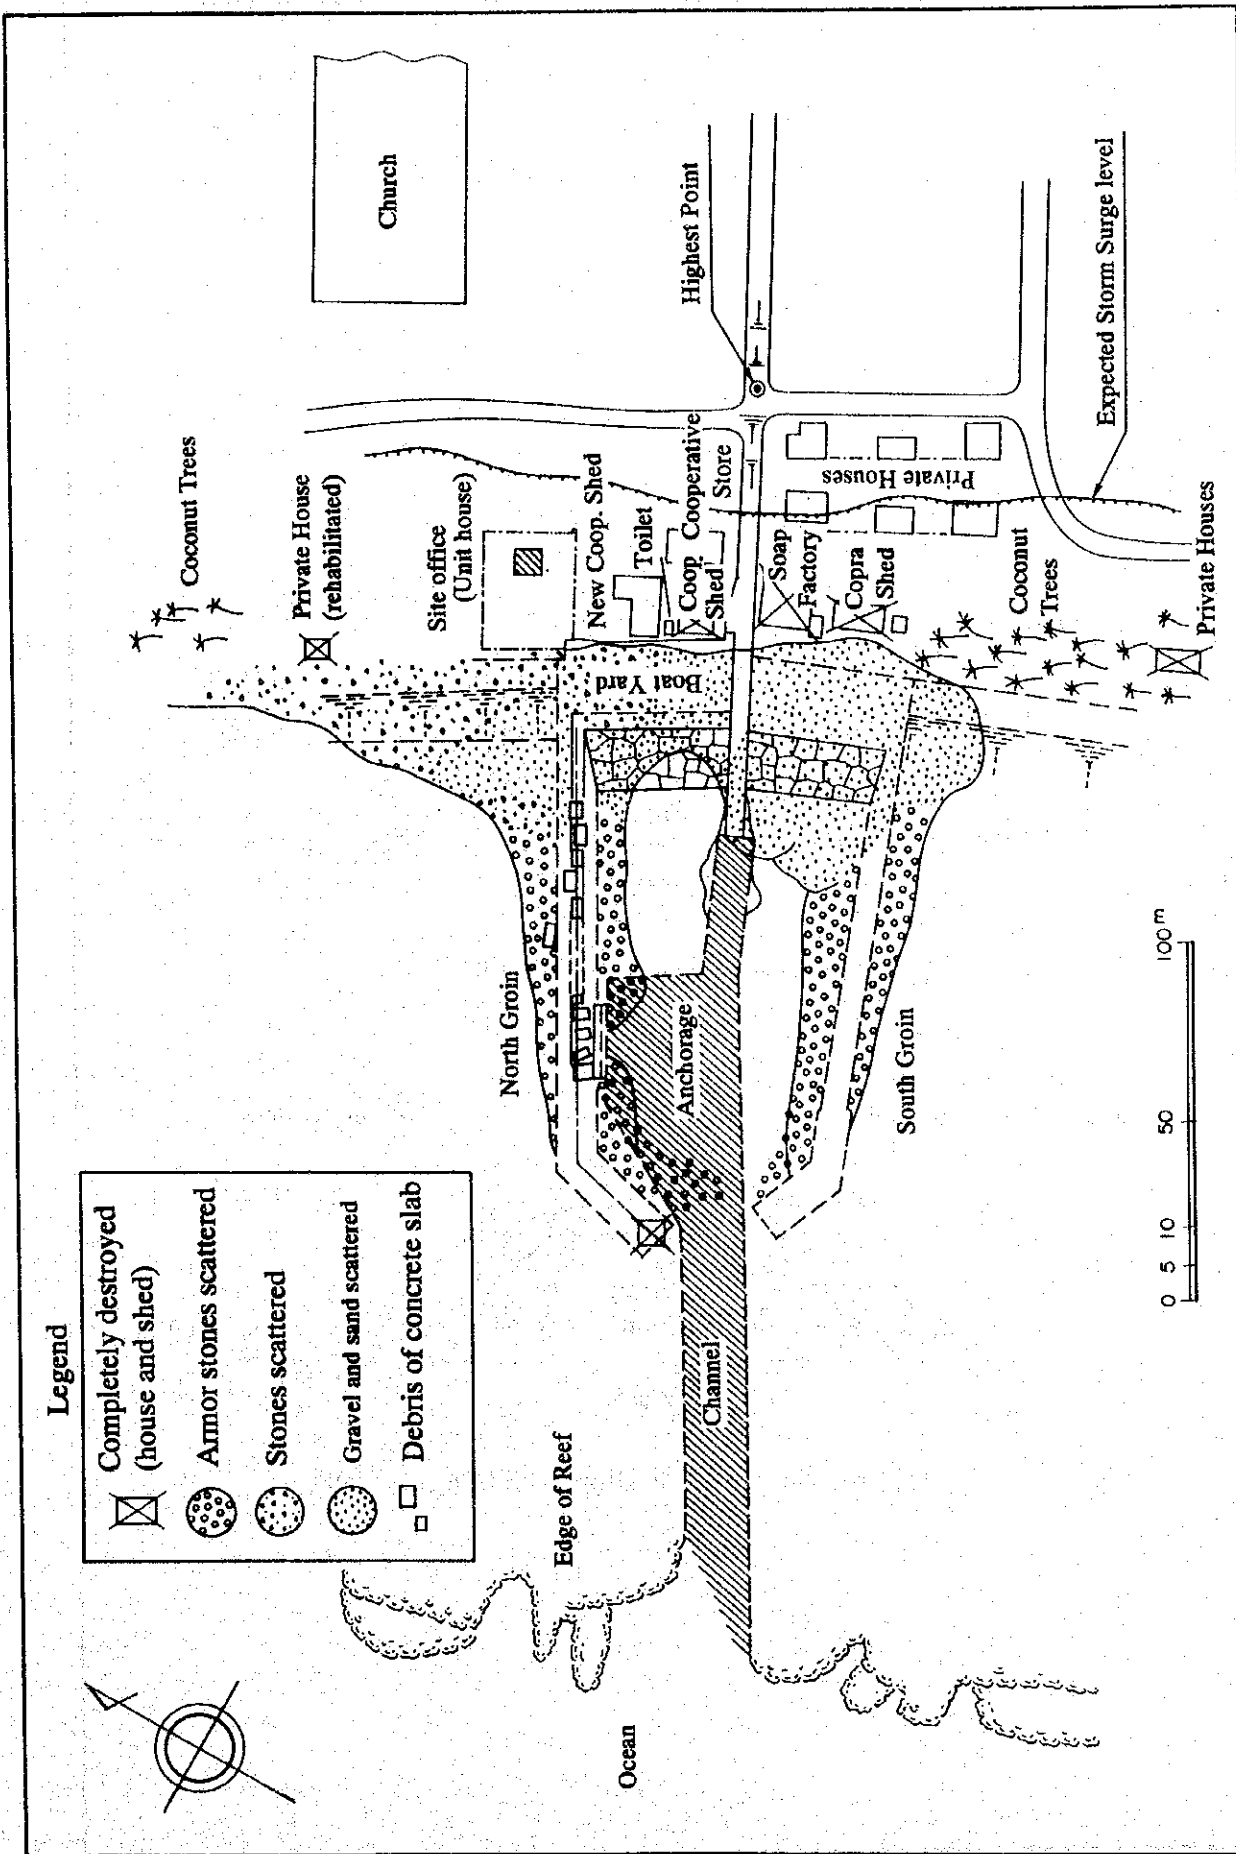 Legend
Completely destroyed
(house and shed)
Armor stones scattered
Stones scattered
Gravel and sand scattered
Debris of concrete slab
Church
Highest Point
Expected Storm Surge level
Coconut Trees
Private House
(rehabilitated)
Site office
(Unit house)
New Coop. Shed
Toilet
Coop
Shed
Cooperative
Store
Private Houses
Soap
Factory
Copra
Shed
Coconut
Trees
Private Houses
Boat Yard
North Groin
Anchorage
South Groin
Channel
Edge of Reef
Ocean
0 5 10 50 100 m